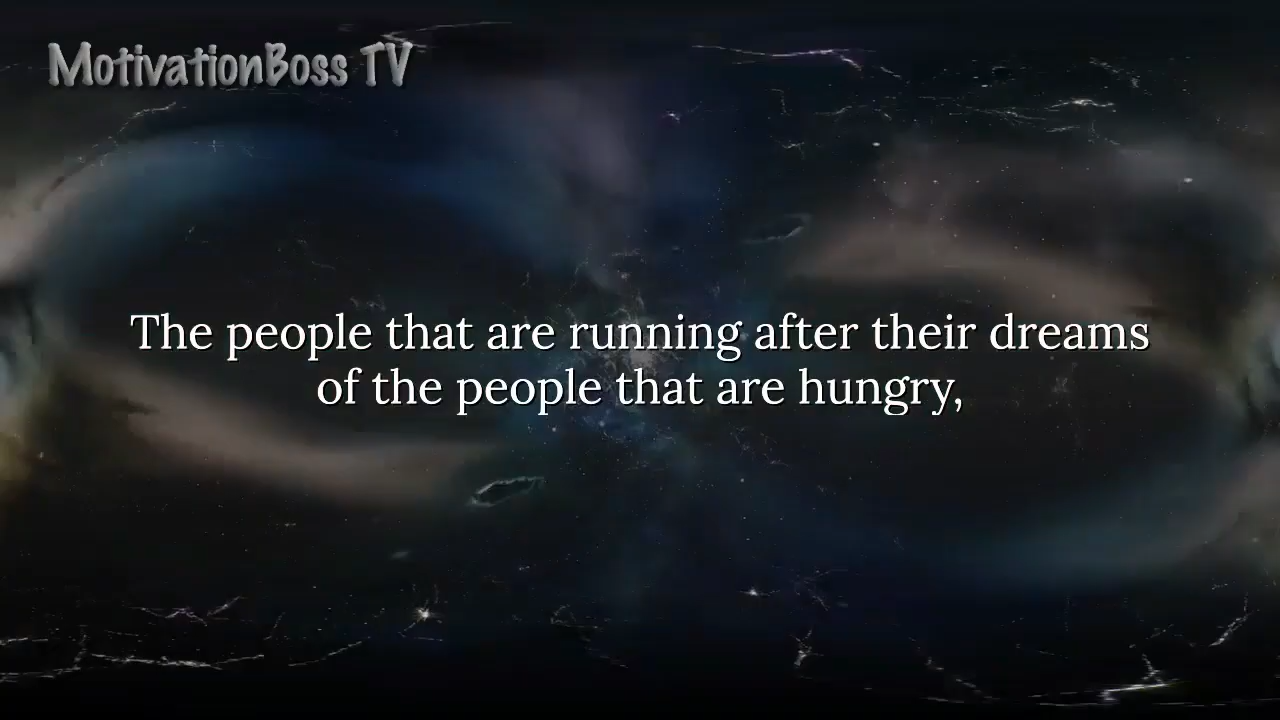 MotivationBoss TV
The people that are running after their dreams
of the people that are hungry,